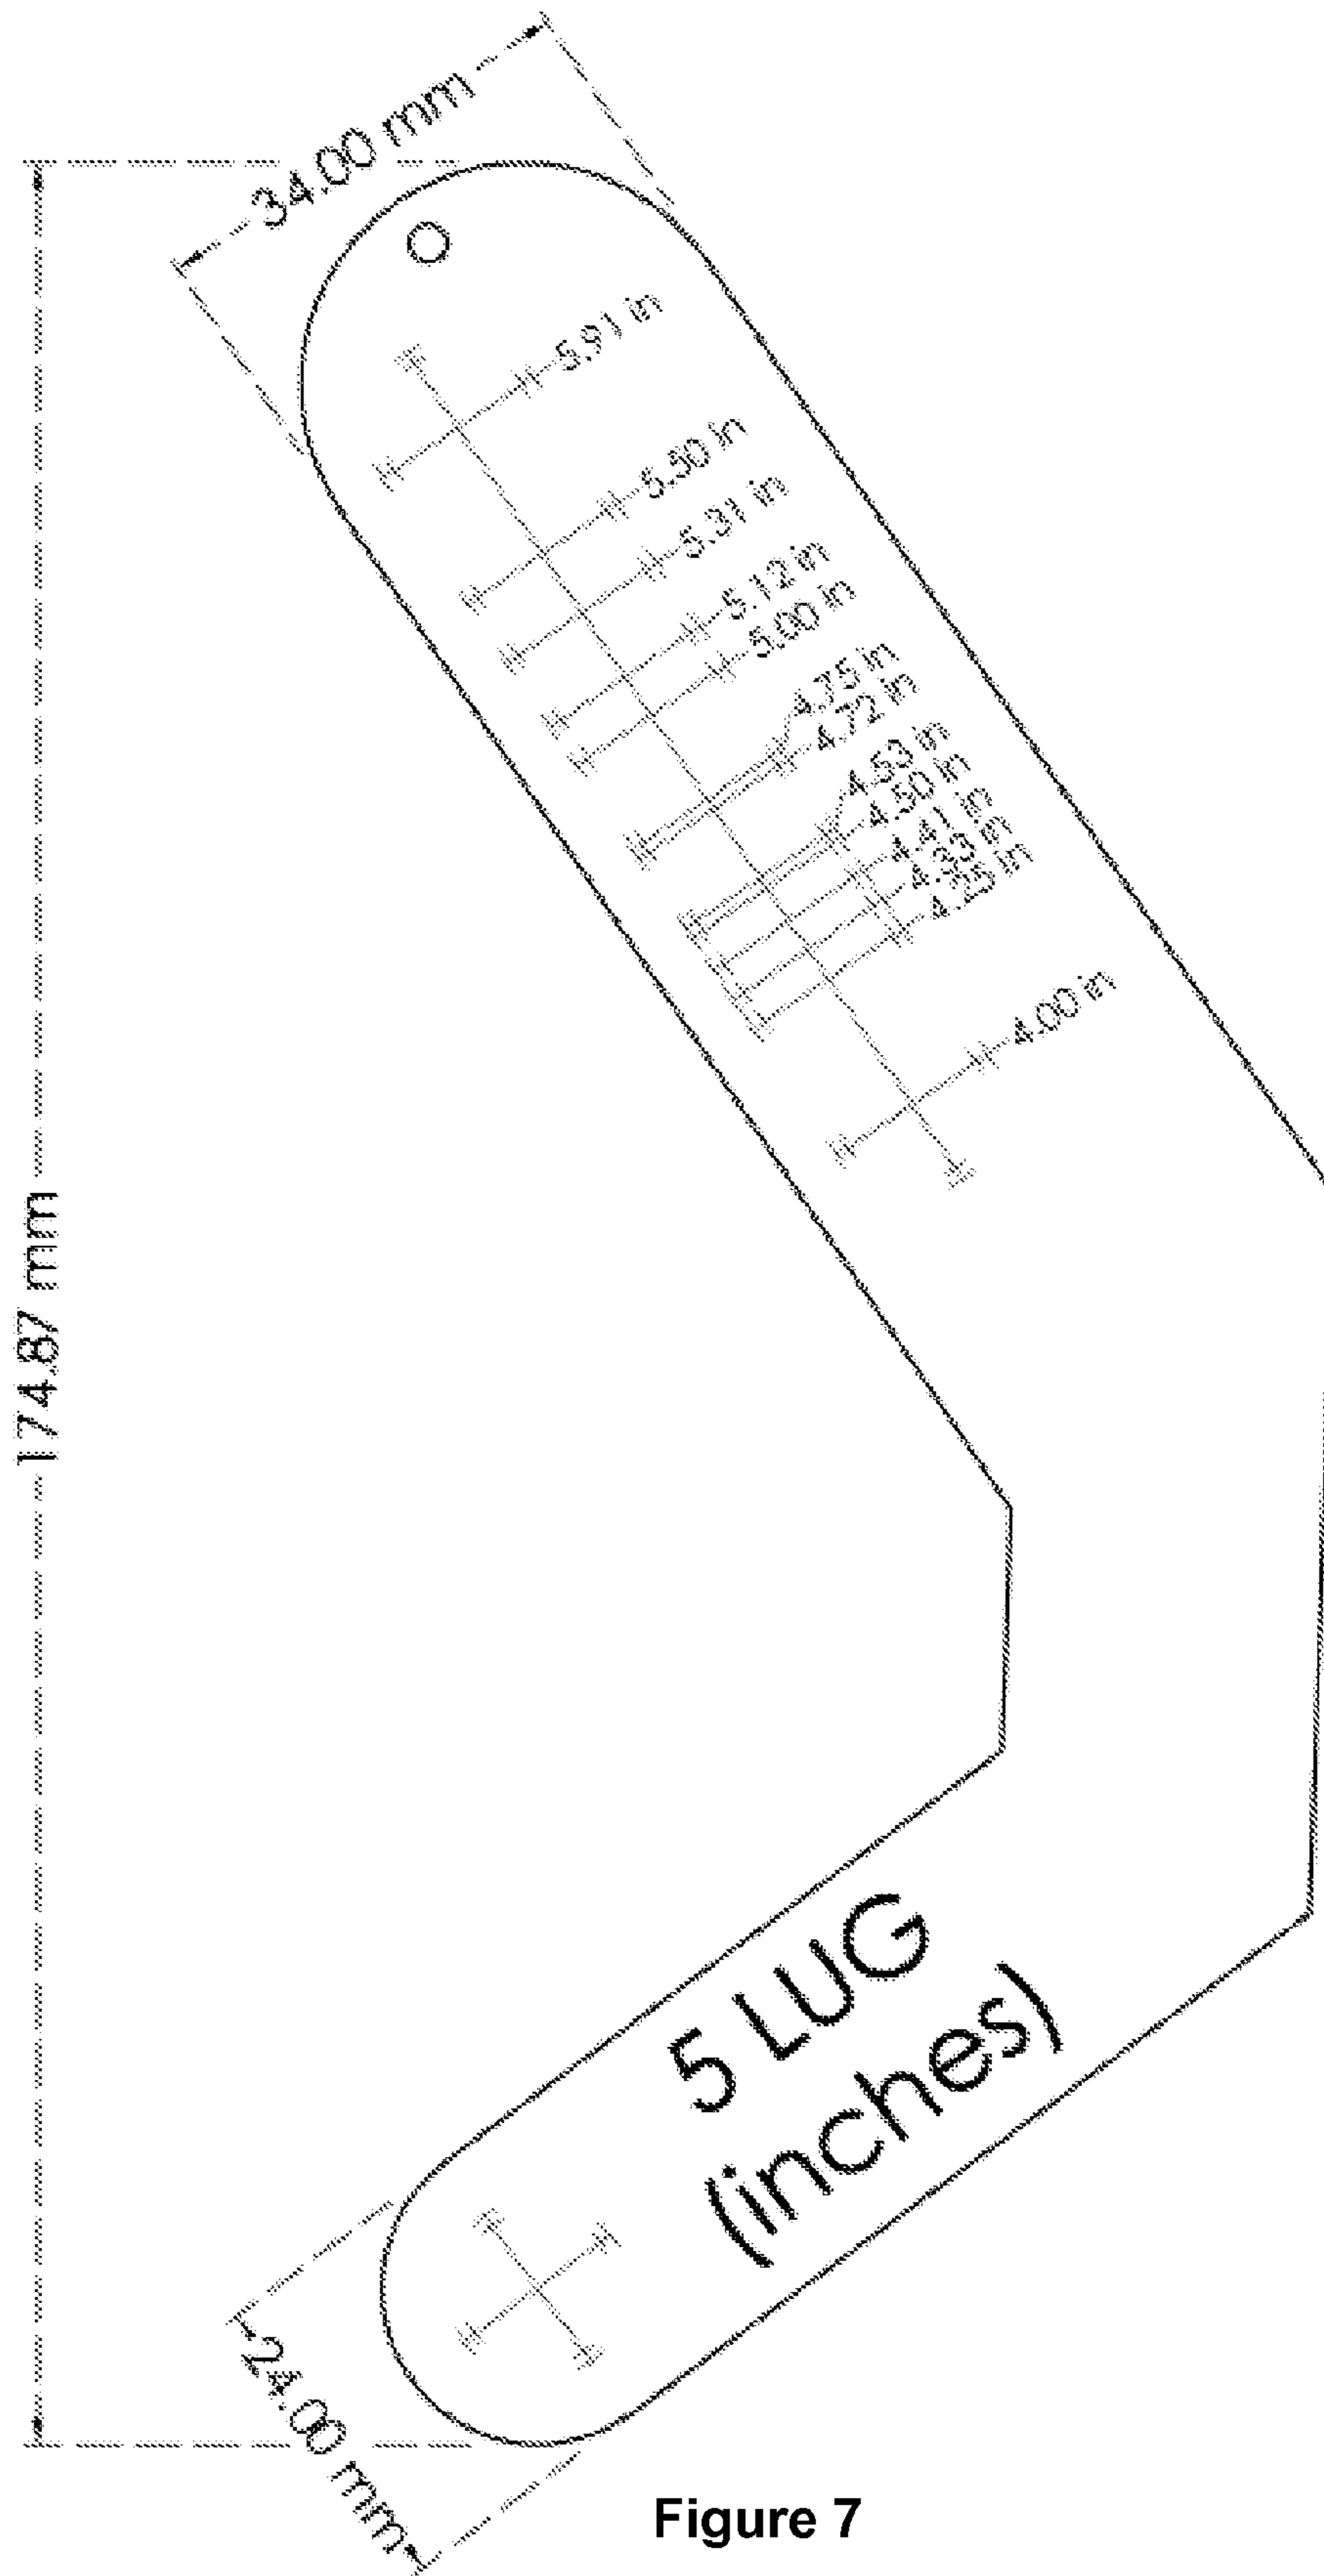 34.00 mm
5.91 in
5.50 in
5.31 in
5.12 in
5.00 in
4.75 in
4.72 in
4.53 in
4.50 in
4.41 in
4.33 in
4.25 in
4.00 in
174.87 mm
5 LUG
(inches)
24.00 mm
Figure 7